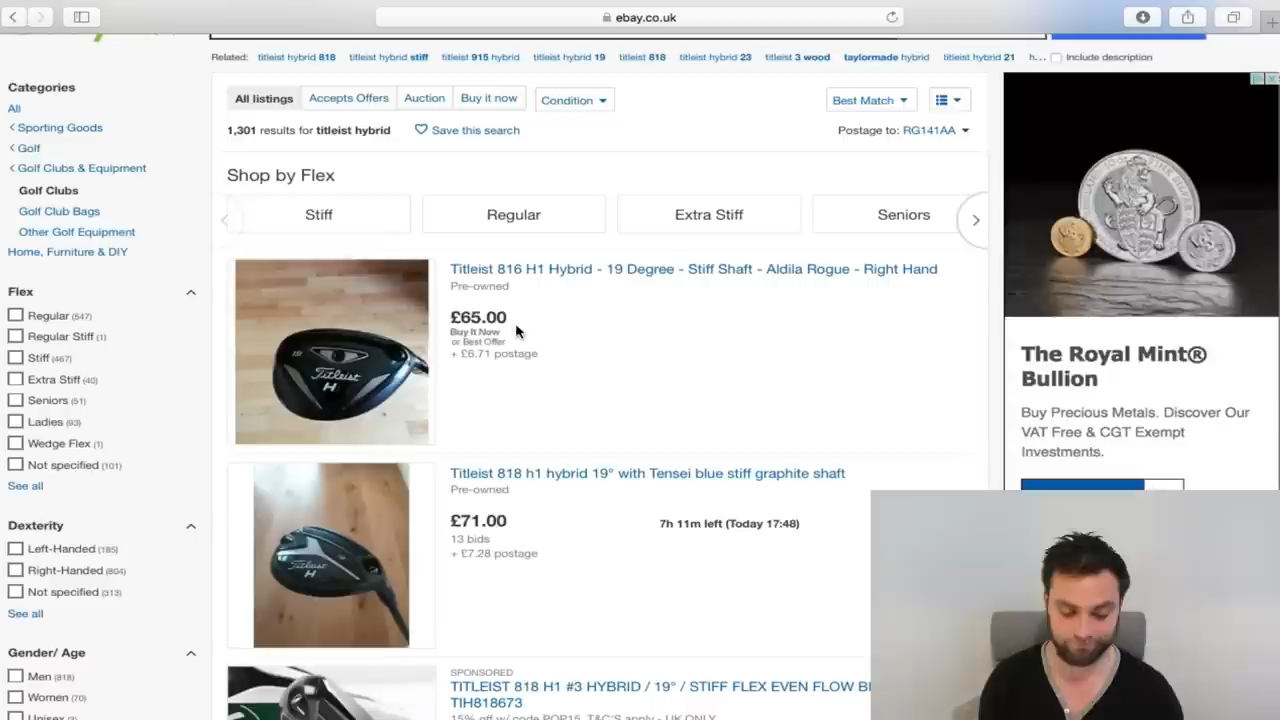 ebay.co.uk
Related: titleist hybrid 818 titleist hybrid stiff titleist 915 hybrid titleist hybrid 19 titleist 818 titleist hybrid 23 titleist 3 wood taylormade hybrid titleist hybrid 21 h... Include description
Categories
All
Sporting Goods
Golf
Golf Clubs & Equipment
Golf Clubs
Golf Club Bags
Other Golf Equipment
Home, Furniture & DIY
Flex
Regular (547)
Regular Stiff (1)
Stiff (467)
Extra Stiff (40)
Seniors (51)
Ladies (93)
Wedge Flex (1)
Not specified (101)
See all
Dexterity
Left-Handed (185)
Right-Handed (804)
Not specified (313)
See all
Gender/ Age
Men (818)
Women (70)
All listings Accepts Offers Auction Buy it now Condition Best Match
1,301 results for titleist hybrid Save this search Postage to: RG141AA
Shop by Flex
Stiff Regular Extra Stiff Seniors
Titleist 816 H1 Hybrid - 19 Degree - Stiff Shaft - Aldila Rogue - Right Hand
Pre-owned
£65.00
Buy It Now
or Best Offer
+ £6.71 postage
19
Titleist
H
Titleist 818 h1 hybrid 19° with Tensei blue stiff graphite shaft
Pre-owned
£71.00 7h 11m left (Today 17:48)
13 bids
+ £7.28 postage
Titleist
H
SPONSORED
TITLEIST 818 H1 #3 HYBRID / 19° / STIFF FLEX EVEN FLOW
TIH818673
15% off w/ code POP15, T&C'S apply - UK ONLY
The Royal Mint®
Bullion
Buy Precious Metals. Discover Our
VAT Free & CGT Exempt
Investments.